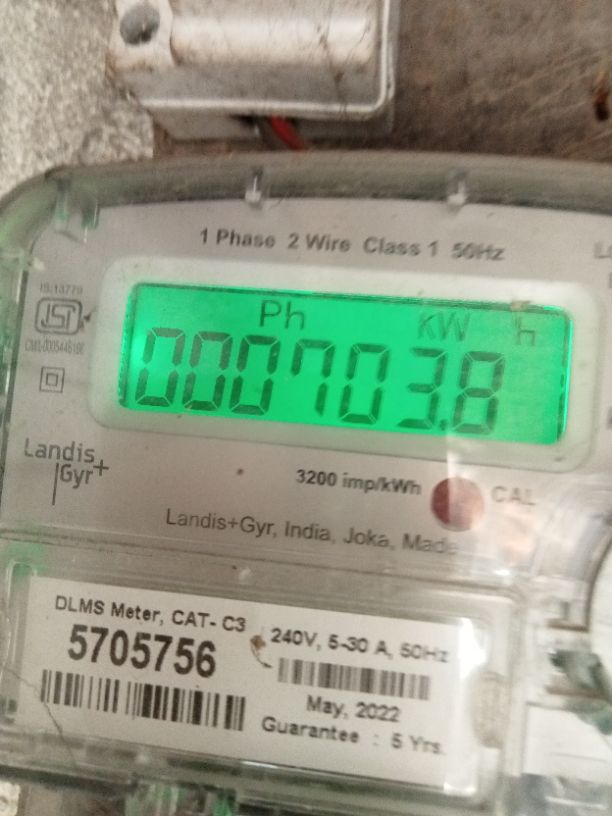 1 Phase 2 Wire Class 1 50Hz
IS:13779
Ph KW h
000703.8
Landis
Gyr+
3200 imp/kWh
CAL
Landis+Gyr, India, Joka, Made
DLMS Meter, CAT- C3
5705756
240V, 5-30 A, 50Hz
May, 2022
Guarantee : 5 Yrs.